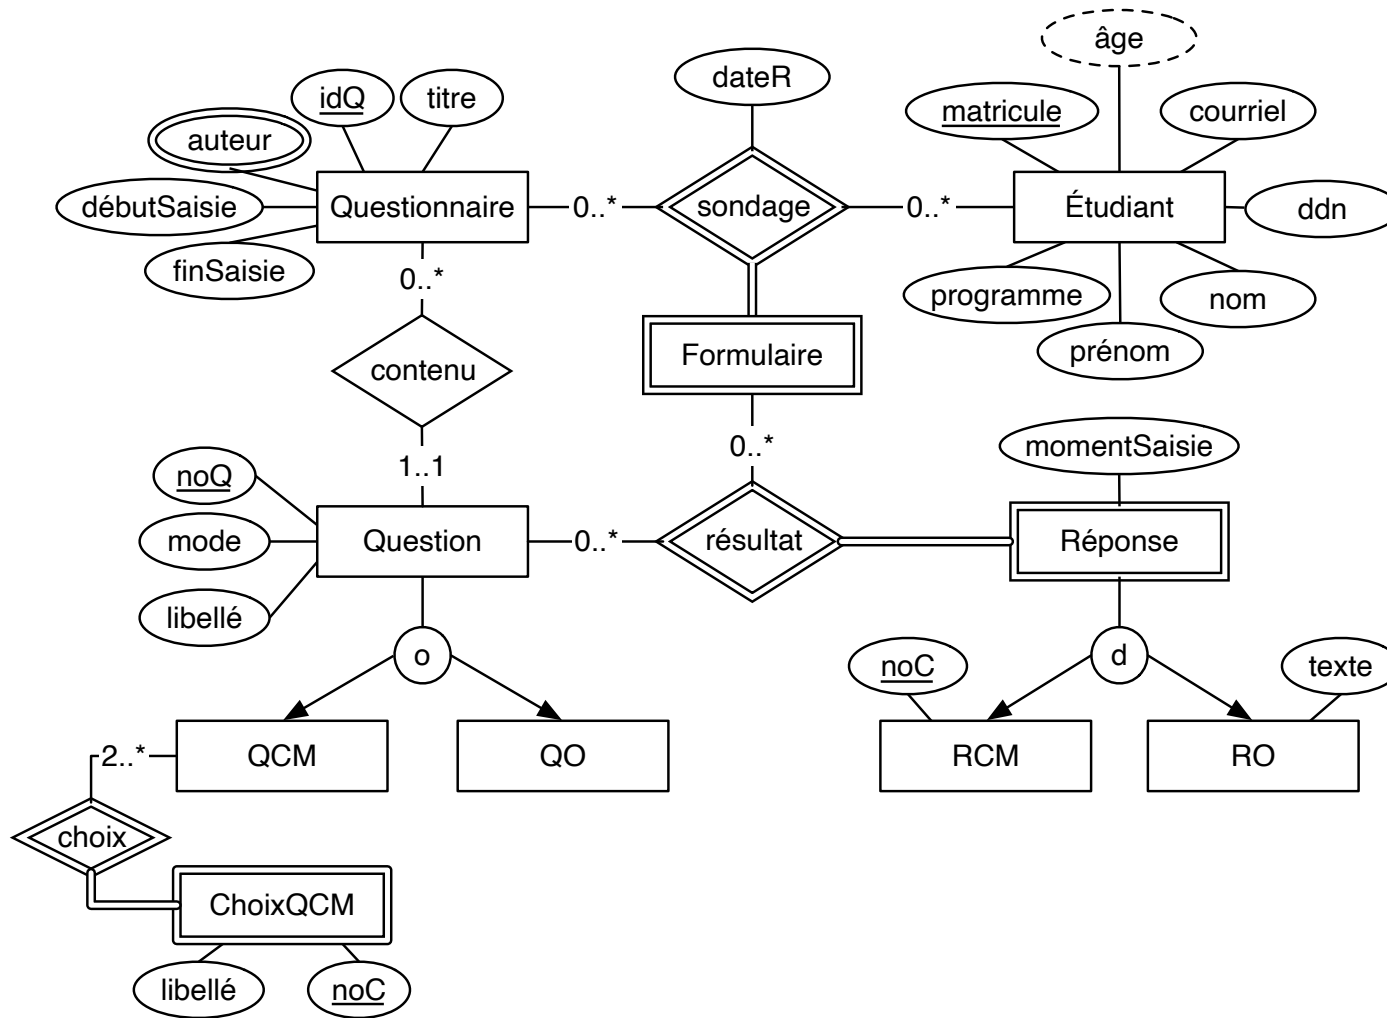 âge
dateR
idQ
titre
matricule
courriel
auteur
débutSaisie
Questionnaire
0..*
sondage
0..*
Étudiant
ddn
finSaisie
0..*
programme
nom
prénom
Formulaire
contenu
0..*
momentSaisie
1..1
noQ
mode
Question
0..*
résultat
Réponse
libellé
o
d
noC
texte
2..*
QCM
QO
RCM
RO
choix
ChoixQCM
libellé
noC